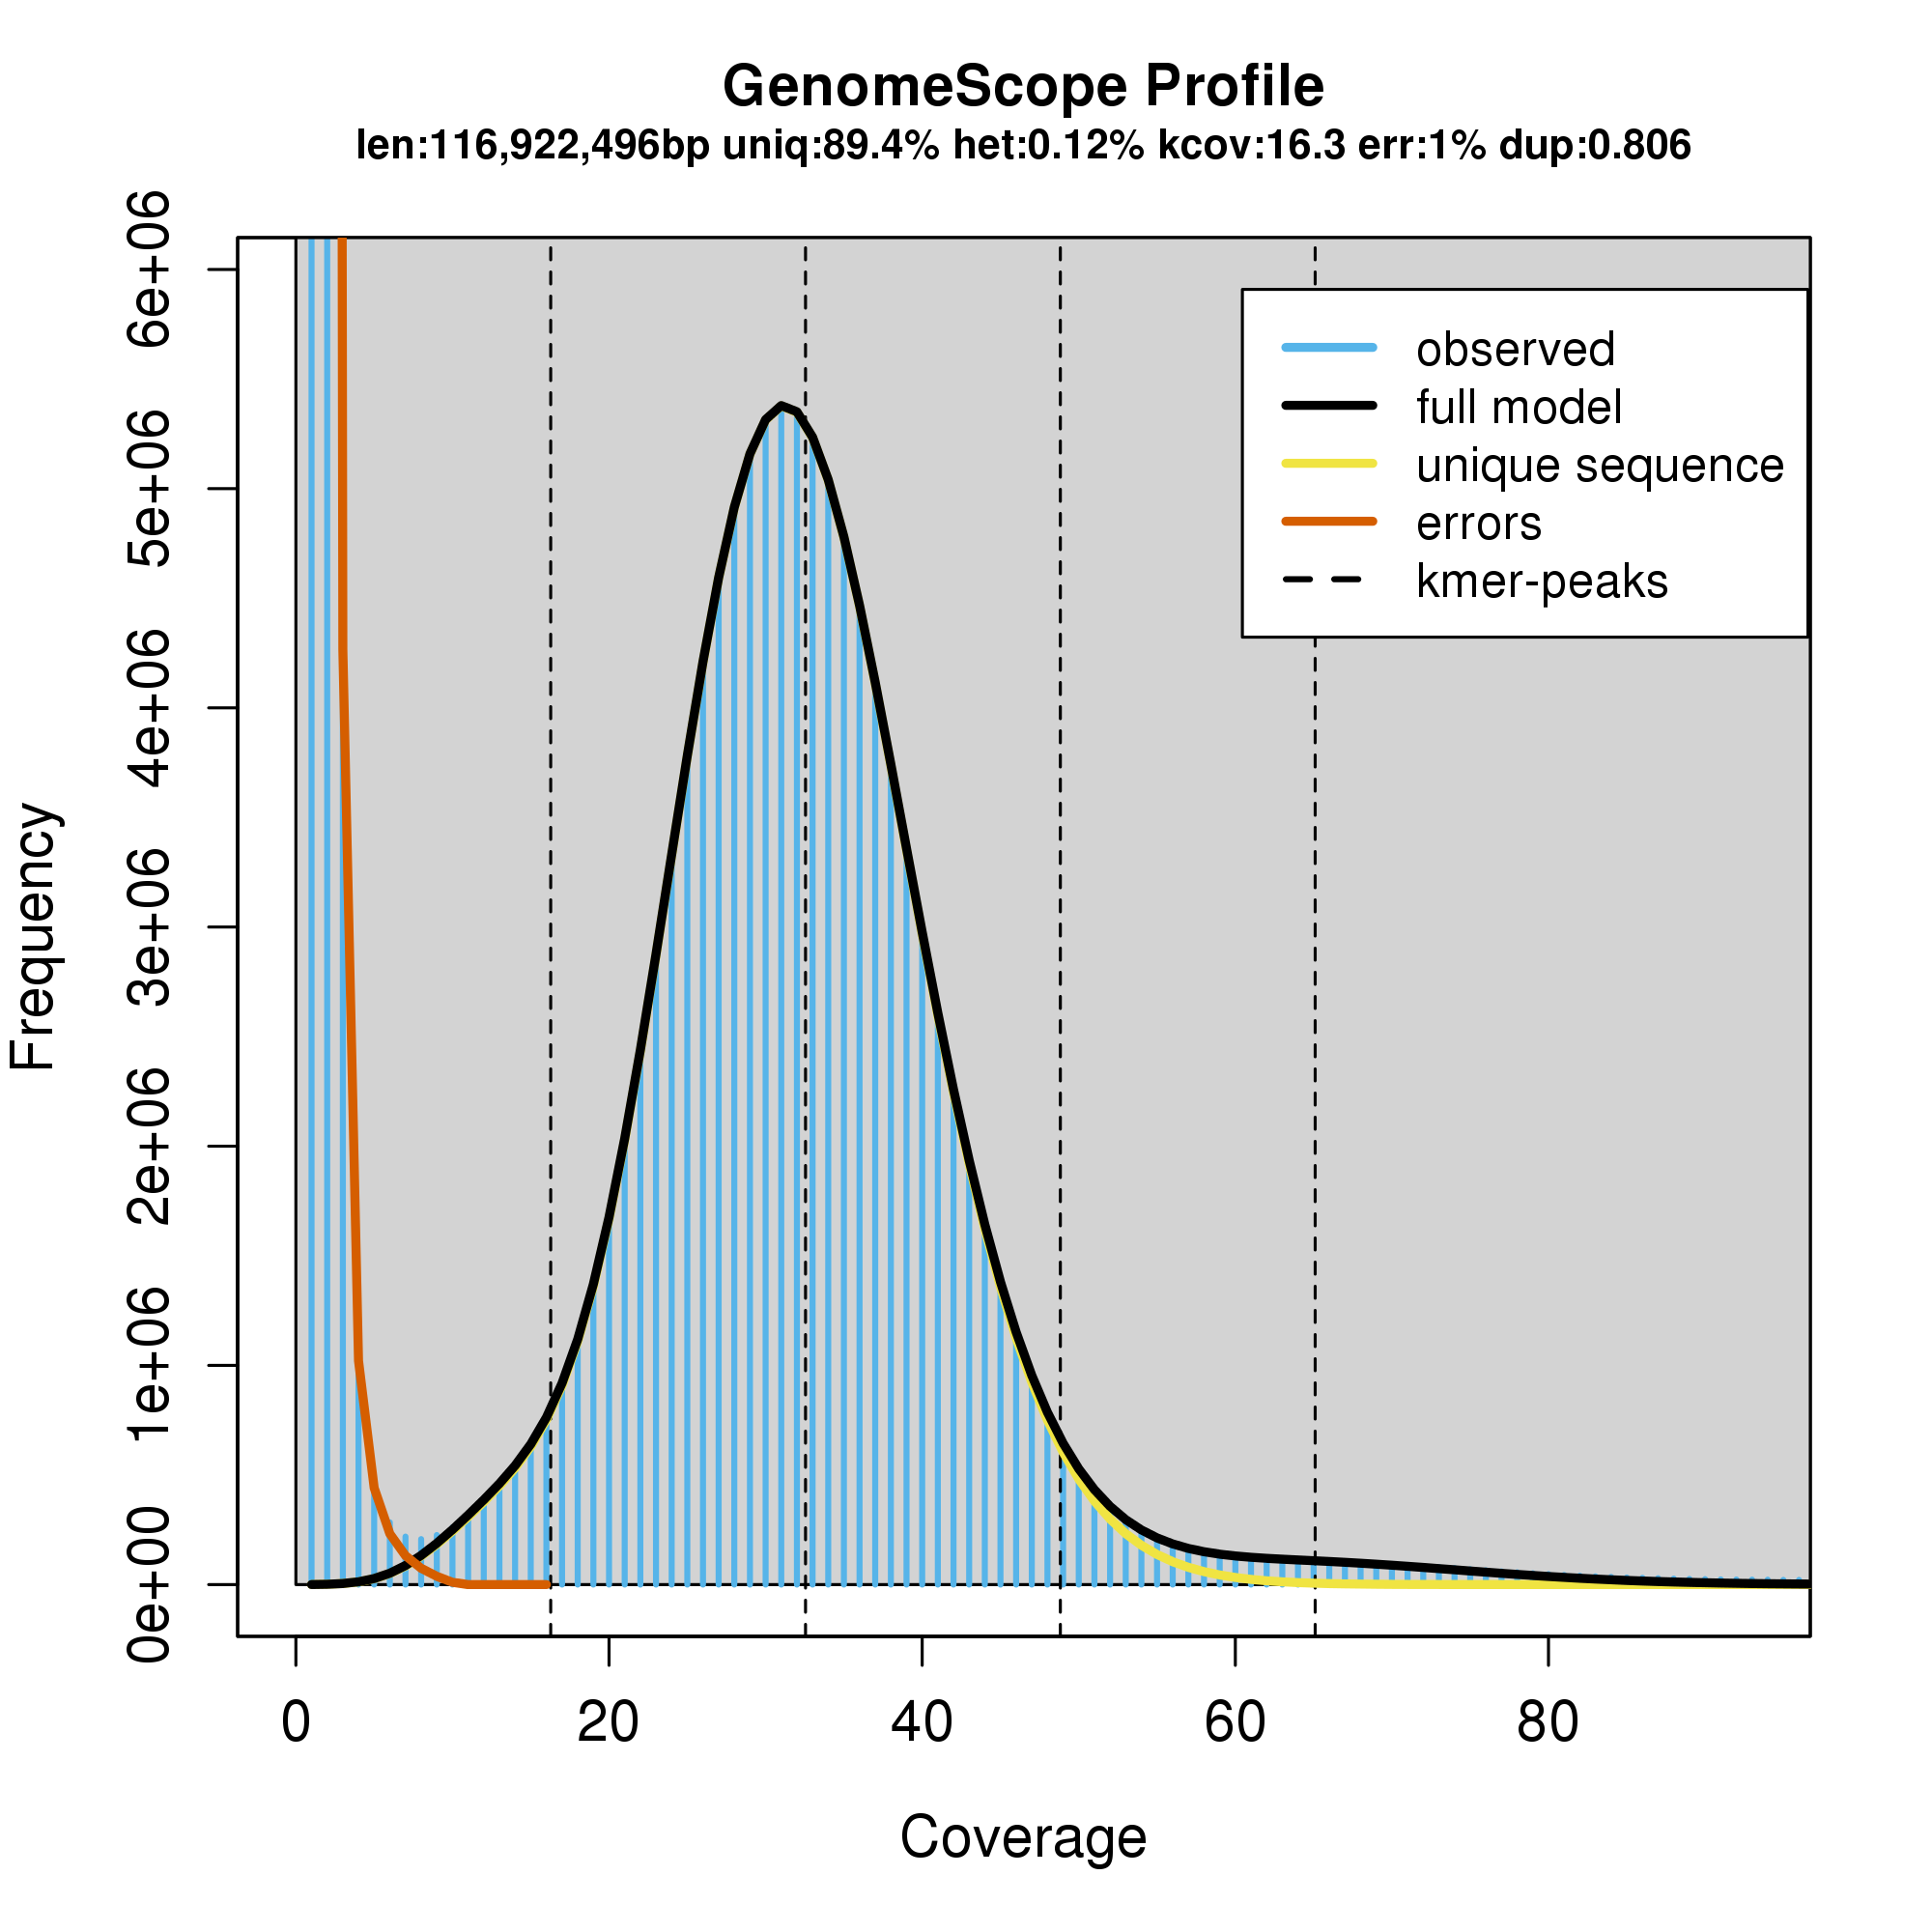 GenomeScope Profile
len:116,922,496bp uniq:89.4% het:0.12% kcov:16.3 err:1% dup:0.806
Frequency
6e+06
5e+06
4e+06
3e+06
2e+06
1e+06
0e+00
observed
full model
unique sequence
errors
kmer-peaks
0 20 40 60 80
Coverage